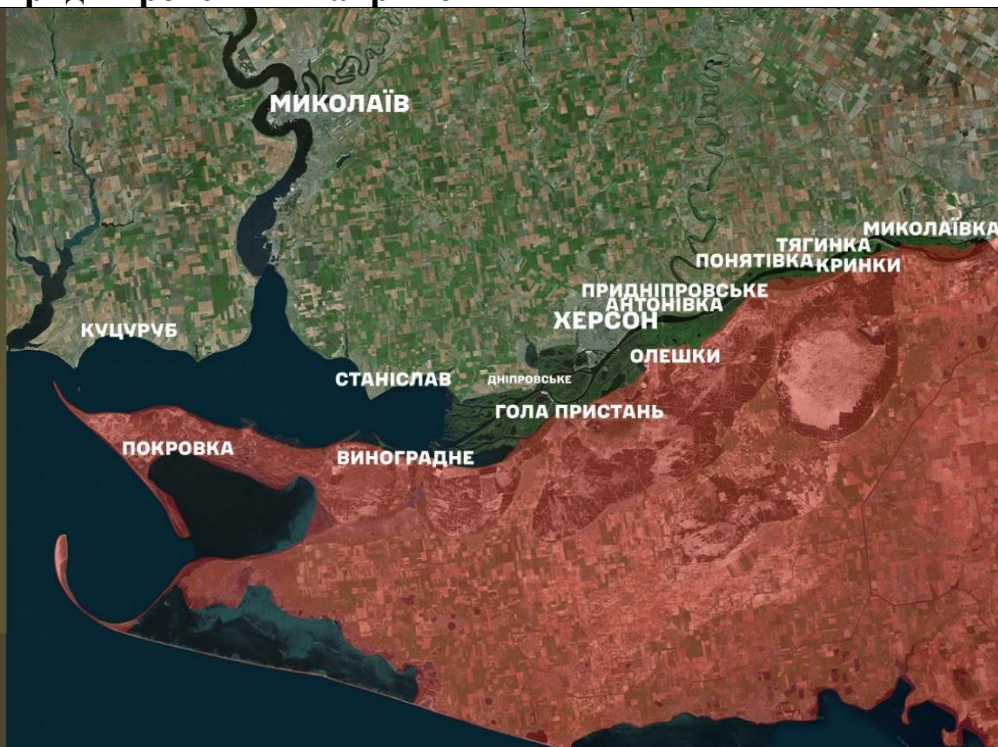 МИКОЛАЇВ
МИКОЛАЇВКА
ТЯГИНКА
ПОНЯТІВКА
КРИНКИ
ПРИДНІПРОВСЬКЕ
АНТОНІВКА
ХЕРСОН
КУЦУРУБ
ОЛЕШКИ
СТАНІСЛАВ
ДНІПРОВСЬКЕ
ГОЛА ПРИСТАНЬ
ПОКРОВКА
ВИНОГРАДНЕ